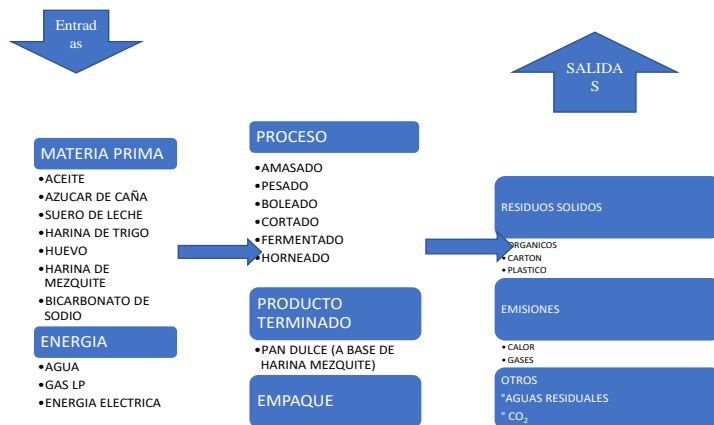 Entrad
as
SALIDA
S
MATERIA PRIMA
•ACEITE
•AZUCAR DE CAÑA
•SUERO DE LECHE
•HARINA DE TRIGO
•HUEVO
•HARINA DE
MEZQUITE
•BICARBONATO DE
SODIO
ENERGIA
•AGUA
•GAS LP
•ENERGIA ELECTRICA
PROCESO
•AMASADO
•PESADO
•BOLEADO
•CORTADO
•FERMENTADO
•HORNEADO
PRODUCTO
TERMINADO
•PAN DULCE (A BASE DE
HARINA MEZQUITE)
EMPAQUE
RESIDUOS SOLIDOS
•ORGANICOS
•CARTON
•PLASTICO
EMISIONES
•CALOR
•GASES
OTROS
°AGUAS RESIDUALES
° CO₂